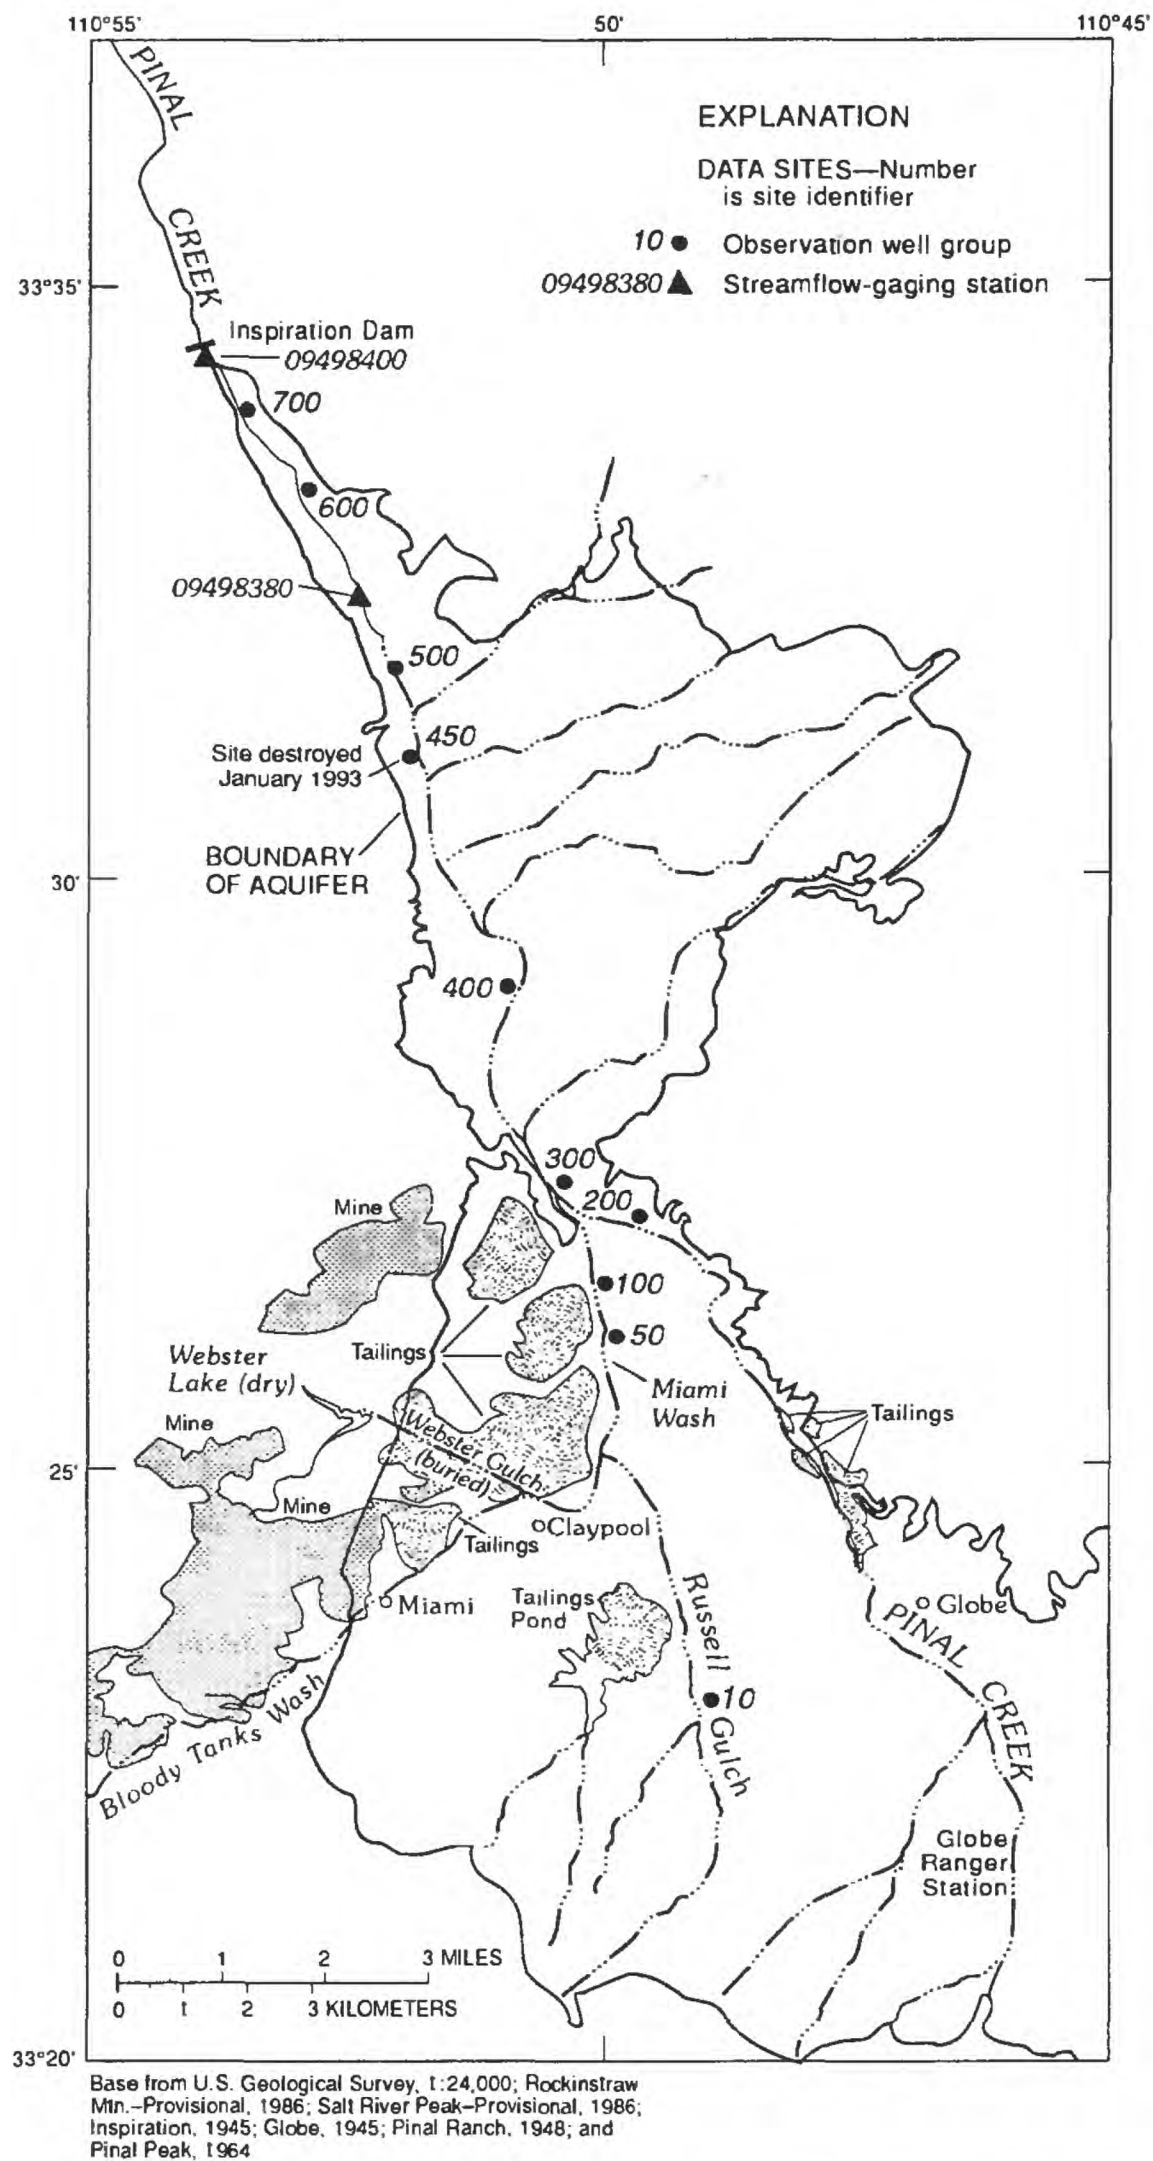 110°55'
50'
110°45'
PINAL
CREEK
EXPLANATION
DATA SITES—Number
is site identifier
10 Observation well group
09498380 Streamflow-gaging station
33°35'
Inspiration Dam
09498400
700
600
09498380
500
450
Site destroyed
January 1993
BOUNDARY
OF AQUIFER
30'
400
300
200
Mine
100
50
Tailings
Webster
Lake (dry)
Miami
Wash
Tailings
Mine
Webster Gulch
(buried)
25'
Mine
Claypool
Tailings
Miami
Tailings
Pond
Russell
Gulch
Globe
PINAL
CREEK
10
Bloody Tanks Wash
Globe
Ranger
Station
0 1 2 3 MILES
0 1 2 3 KILOMETERS
33°20'
Base from U.S. Geological Survey, 1:24,000; Rockinstraw
Mtn.-Provisional, 1986; Salt River Peak-Provisional, 1986;
Inspiration, 1945; Globe, 1945; Pinal Ranch, 1948; and
Pinal Peak, 1964